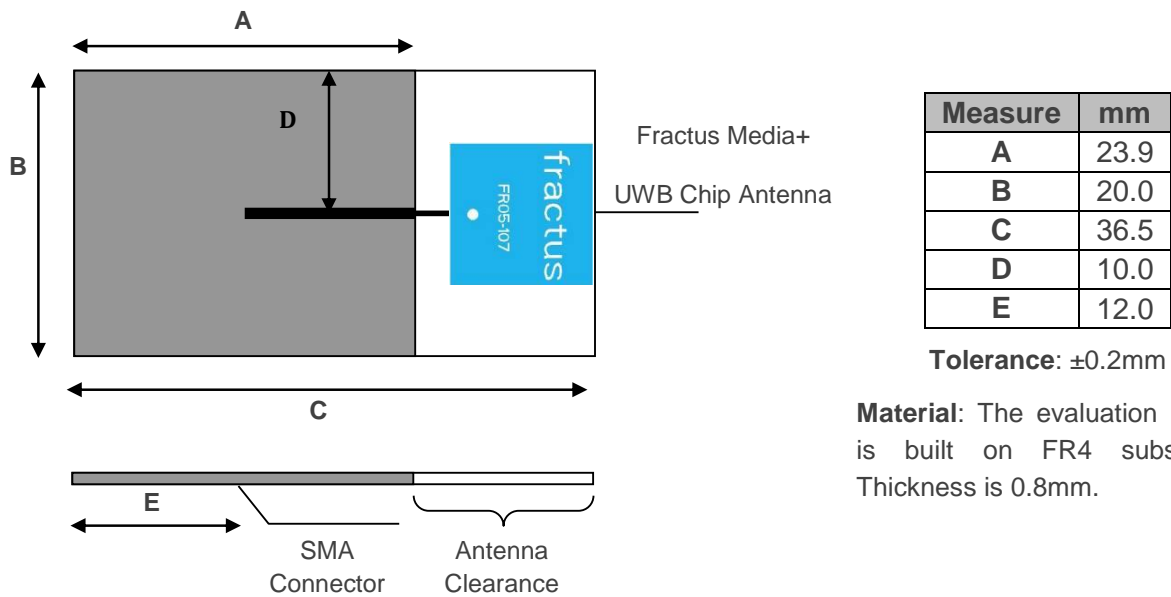 A
B
D
fractus
FR05-107
Fractus Media+
UWB Chip Antenna
C
E
SMA
Connector
Antenna
Clearance
Measure mm
A 23.9
B 20.0
C 36.5
D 10.0
E 12.0
Tolerance: ±0.2mm
Material: The evaluation
is built on FR4
Thickness is 0.8mm.